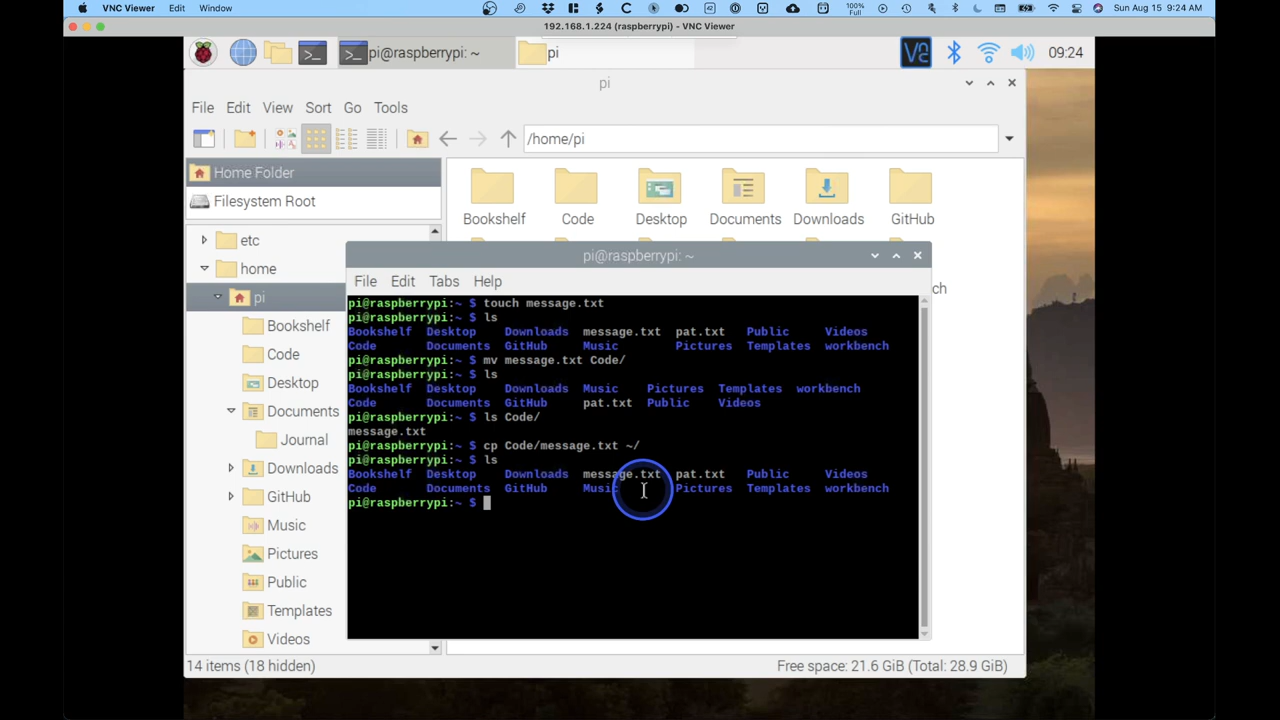 VNC Viewer Edit Window 100% Full Sun Aug 15 9:24 AM
192.168.1.224 (raspberrypi) - VNC Viewer
pi@raspberrypi: ~ pi 09:24
pi
File Edit View Sort Go Tools
/home/pi
Home Folder
Filesystem Root
etc
home
pi
Bookshelf
Code
Desktop
Documents
Journal
Downloads
GitHub
Music
Pictures
Public
Templates
Videos
Bookshelf Code Desktop Documents Downloads GitHub
ch
pi@raspberrypi: ~
File Edit Tabs Help
pi@raspberrypi:~ $ touch message.txt
pi@raspberrypi:~ $ ls
Bookshelf Desktop Downloads message.txt pat.txt Public Videos
Code Documents GitHub Music Pictures Templates workbench
pi@raspberrypi:~ $ mv message.txt Code/
pi@raspberrypi:~ $ ls
Bookshelf Desktop Downloads Music Pictures Templates workbench
Code Documents GitHub pat.txt Public Videos
pi@raspberrypi:~ $ ls Code/
message.txt
pi@raspberrypi:~ $ cp Code/message.txt ~/
pi@raspberrypi:~ $ ls
Bookshelf Desktop Downloads message.txt pat.txt Public Videos
Code Documents GitHub Music Pictures Templates workbench
pi@raspberrypi:~ $
14 items (18 hidden) Free space: 21.6 GiB (Total: 28.9 GiB)